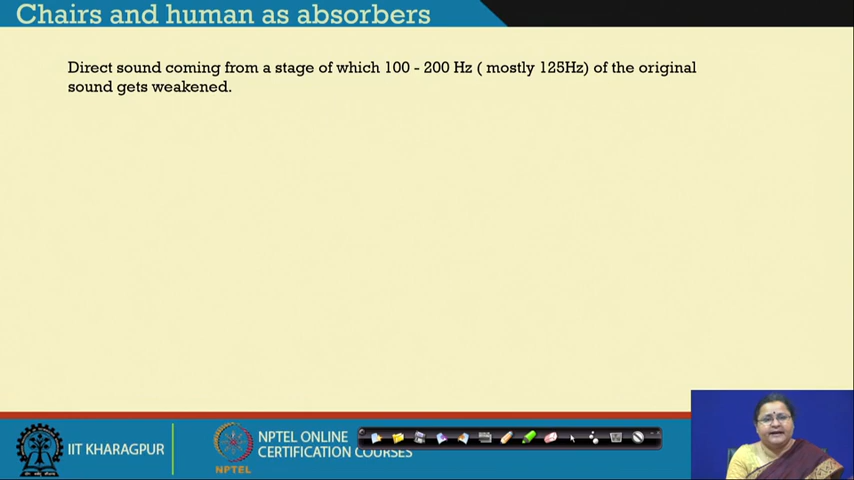 Chairs and human as absorbers
Direct sound coming from a stage of which 100 - 200 Hz ( mostly 125Hz) of the original
sound gets weakened.
IIT KHARAGPUR
NPTEL
NPTEL ONLINE
CERTIFICATION COURSES